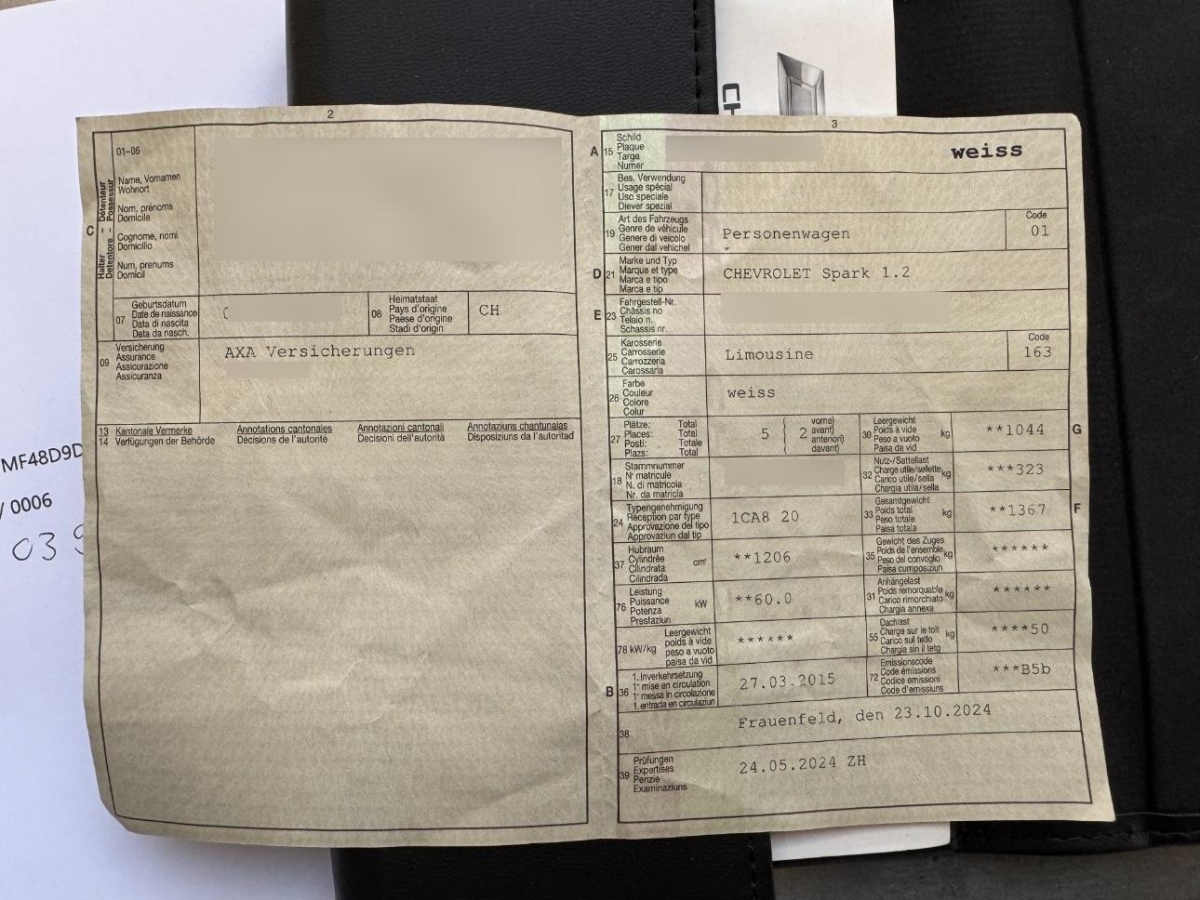 2
01-06
Name, Vornamen
Wohnort
Nom, prénoms
Domicile
Cognome, nomi
Domicilio
Num, prenums
Domicil
C
Halter - Détenteur
Detentore - Possessur
07
Geburtsdatum
Date de naissance
Data di nascita
Data da nasch.
08
Heimatstaat
Pays d'origine
Paese d'origine
Stadi d'origin
CH
09
Versicherung
Assurance
Assicurazione
Assicuranza
AXA Versicherungen
13 Kantonale Vermerke Annotations cantonales Annotazioni cantonali Annotaziuns chantunalas
14 Verfügungen der Behörde Décisions de l'autorité Decisioni dell'autorità Disposiziuns da l'autoritad
3
A 15
Schild
Plaque
Targa
Numer
weiss
17
Bes. Verwendung
Usage spécial
Uso speciale
Diever spezial
19
Art des Fahrzeugs
Genre de véhicule
Genere di veicolo
Gener dal vehichel
Personenwagen
Code
01
D 21
Marke und Typ
Marque et type
Marca e tipo
Marca e tip
CHEVROLET Spark 1.2
E 23
Fahrgestell-Nr.
Châssis no
Telaio n.
Schassis nr.
25
Karosserie
Carrosserie
Carrozzeria
Carossaria
Limousine
Code
163
26
Farbe
Couleur
Colore
Colur
weiss
27
Plätze: Total
Places: Total
Posti: Totale
Plazs: Total
5 { 2
vorne)
avant)
anteriori)
davant)
30
Leergewicht
Poids à vide
Peso a vuoto
Paisa da vid
kg
**1044
G
18
Stammnummer
N° matricule
N. di matricola
Nr. da matricla
32
Nutz-/Sattellast
Charge utile/sellette
Carico utile/sella
Chargia utila/sella
kg
***323
24
Typengenehmigung
Réception par type
Approvazione del tipo
Approvaziun dal tip
1CA8 20
33
Gesamtgewicht
Poids total
Peso totale
Paisa totala
kg
**1367
F
37
Hubraum
Cylindrée
Cilindrata
Cilindrada
cm³
**1206
35
Gewicht des Zuges
Poids de l'ensemble
Peso del convoglio
Paisa cumposiziun
kg
******
76
Leistung
Puissance
Potenza
Prestaziun
kW
**60.0
31
Anhängelast
Poids remorquable
Carico rimorchiato
Chargia annexa
kg
******
78 kW/kg
Leergewicht
poids à vide
peso a vuoto
paisa da vid
******
55
Dachlast
Charge sur le toit
Carico sul tetto
Chargia sin il tetg
kg
****50
B 36
1. Inverkehrsetzung
1re mise en circulation
1a messa in circolazione
1. entrada en circulaziun
27.03.2015
72
Emissionscode
Code émissions
Codice emissioni
Code d'emissiuns
***B5b
38
Frauenfeld, den 23.10.2024
39
Prüfungen
Expertises
Perizie
Examinaziuns
24.05.2024 ZH
MF48D9D
/ 0006
03
CH